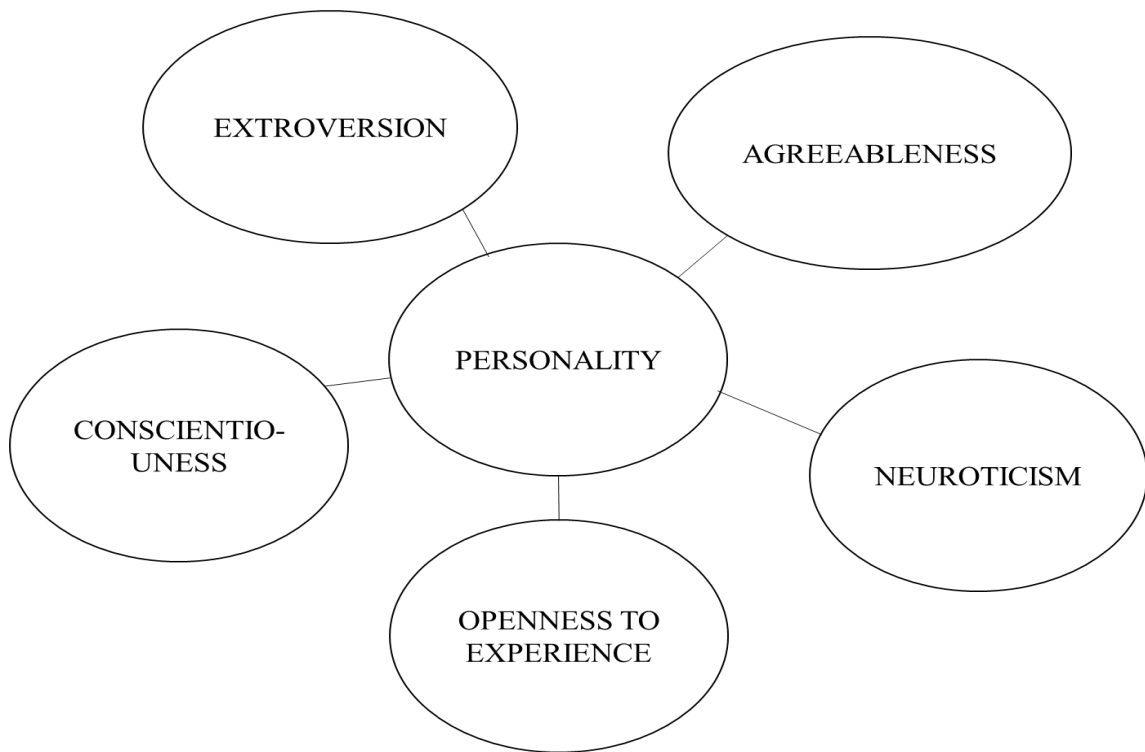 EXTROVERSION
AGREEABLENESS
PERSONALITY
CONSCIENTIO-
UNESS
NEUROTICISM
OPENNESS TO
EXPERIENCE